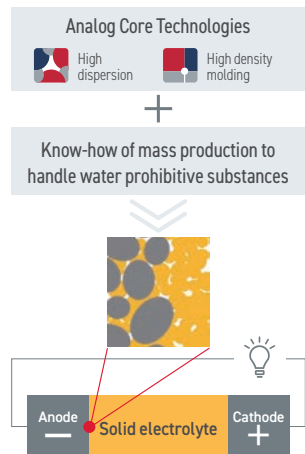 Analog Core Technologies
High
dispersion
High density
molding
+
Know-how of mass production to
handle water prohibitive substances
Anode
−
Solid electrolyte
Cathode
+